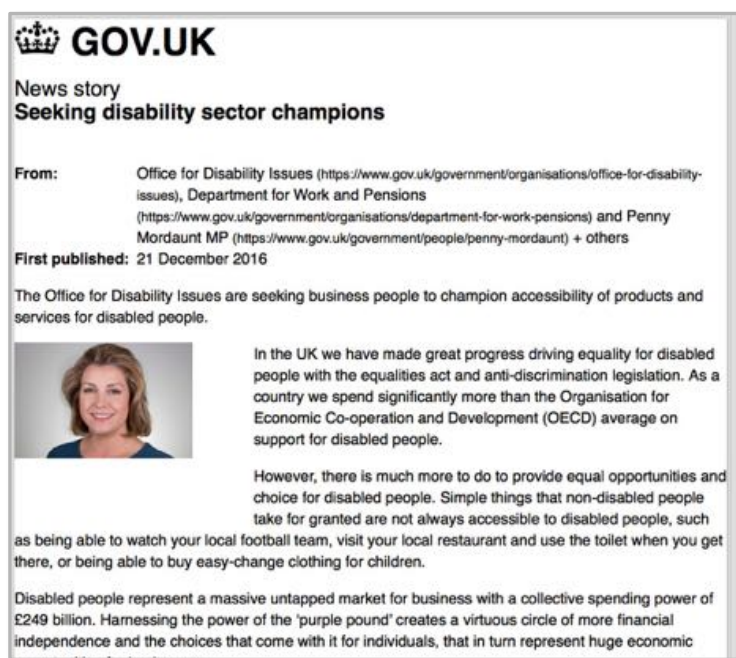 GOV.UK
News story
Seeking disability sector champions
From: Office for Disability Issues (https://www.gov.uk/government/organisations/office-for-disability-
issues), Department for Work and Pensions
(https://www.gov.uk/government/organisations/department-for-work-pensions) and Penny
Mordaunt MP (https://www.gov.uk/government/people/penny-mordaunt) + others
First published: 21 December 2016
The Office for Disability Issues are seeking business people to champion accessibility of products and
services for disabled people.
In the UK we have made great progress driving equality for disabled
people with the equalities act and anti-discrimination legislation. As a
country we spend significantly more than the Organisation for
Economic Co-operation and Development (OECD) average on
support for disabled people.
However, there is much more to do to provide equal opportunities and
choice for disabled people. Simple things that non-disabled people
take for granted are not always accessible to disabled people, such
as being able to watch your local football team, visit your local restaurant and use the toilet when you get
there, or being able to buy easy-change clothing for children.
Disabled people represent a massive untapped market for business with a collective spending power of
£249 billion. Harnessing the power of the 'purple pound' creates a virtuous circle of more financial
independence and the choices that come with it for individuals, that in turn represent huge economic